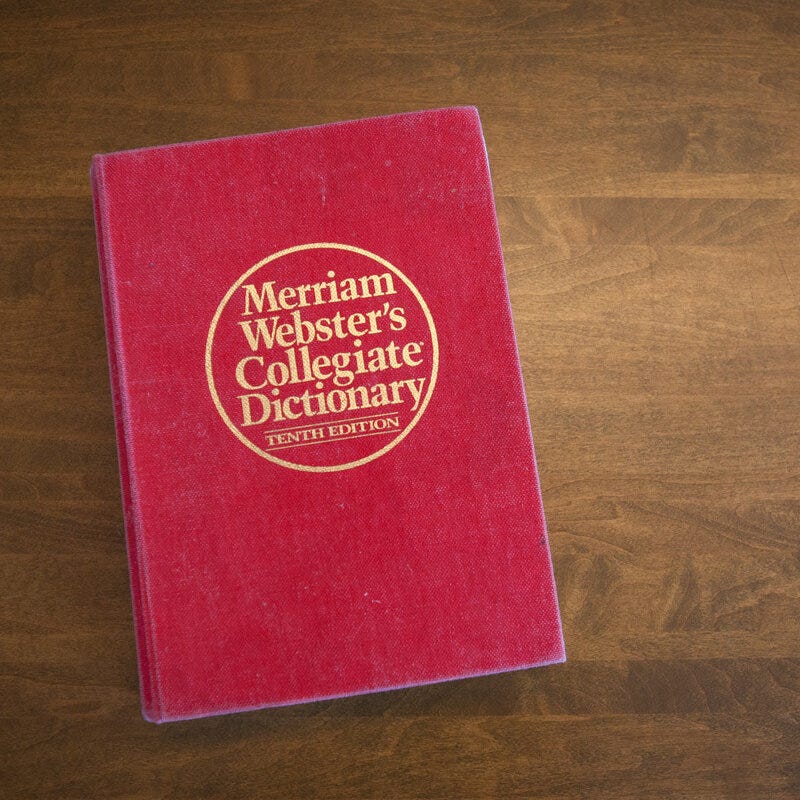 Merriam
Webster's
Collegiate®
Dictionary
TENTH EDITION